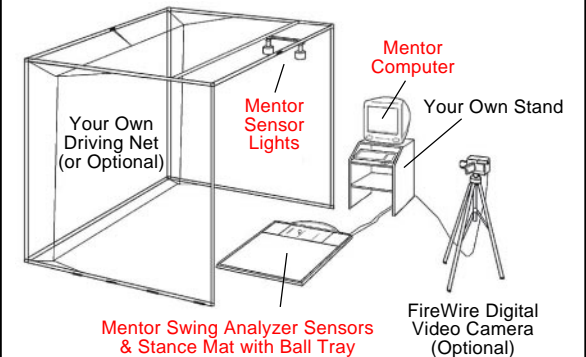 Mentor
Computer
Your Own Stand
Mentor
Sensor
Lights
Your Own
Driving Net
(or Optional)
Mentor Swing Analyzer Sensors
& Stance Mat with Ball Tray
FireWire Digital
Video Camera
(Optional)